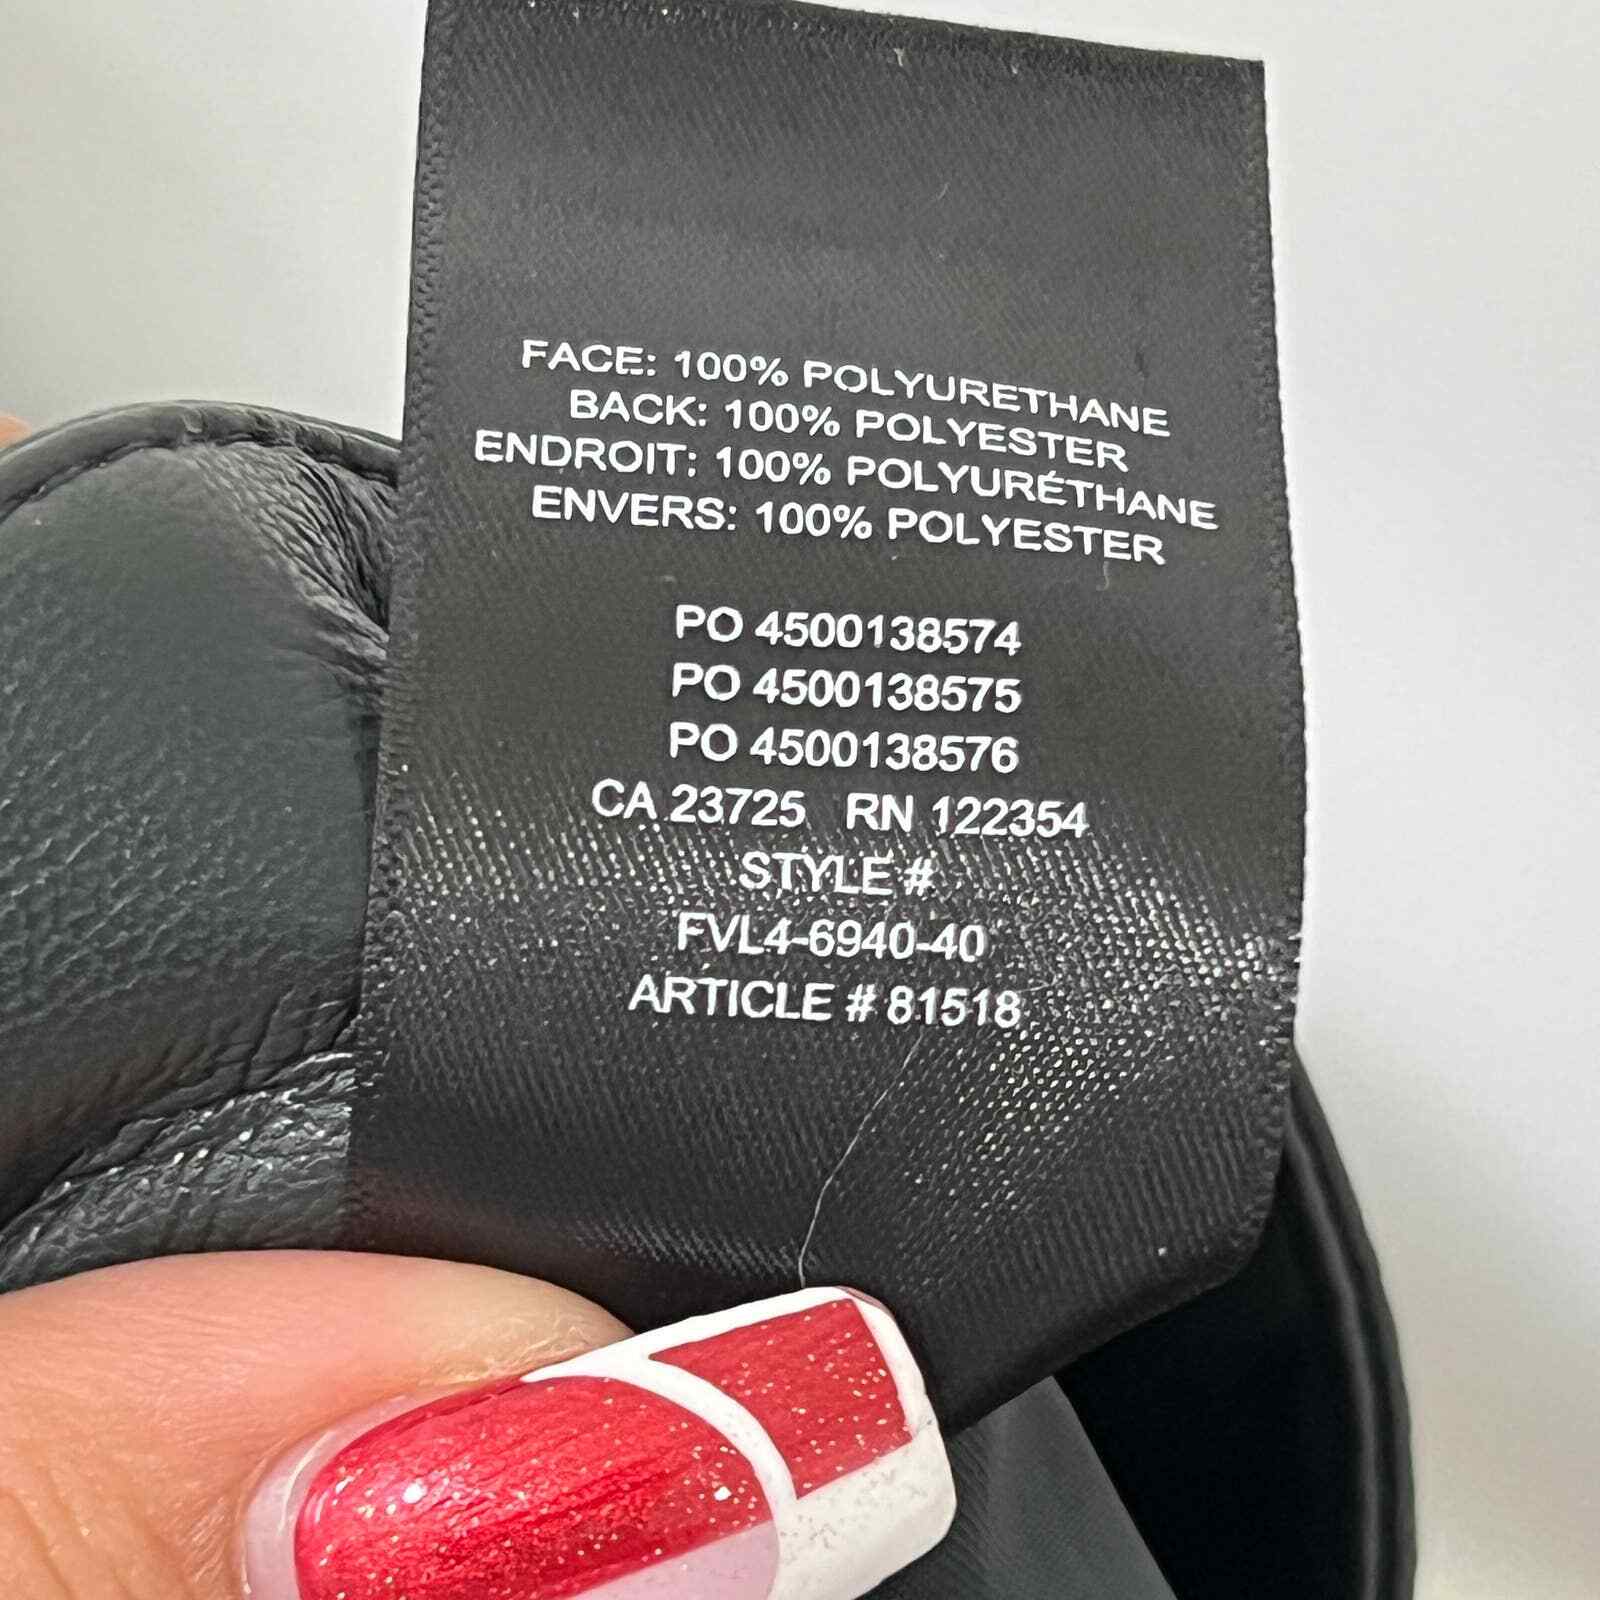 FACE: 100% POLYURETHANE
BACK: 100% POLYESTER
ENDROIT: 100% POLYURÉTHANE
ENVERS: 100% POLYESTER
PO 4500138574
PO 4500138575
PO 4500138576
CA 23725 RN 122354
STYLE #
FVL4-6940-40
ARTICLE # 81518